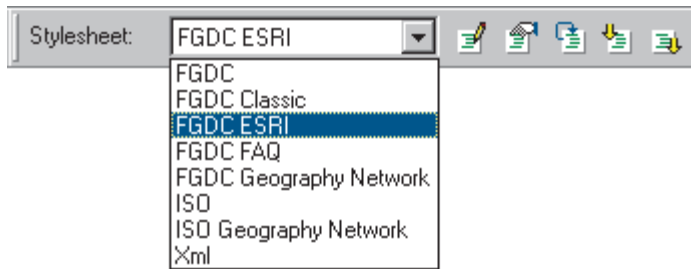 Stylesheet: FGDC ESRI
FGDC
FGDC Classic
FGDC ESRI
FGDC FAQ
FGDC Geography Network
ISO
ISO Geography Network
Xml